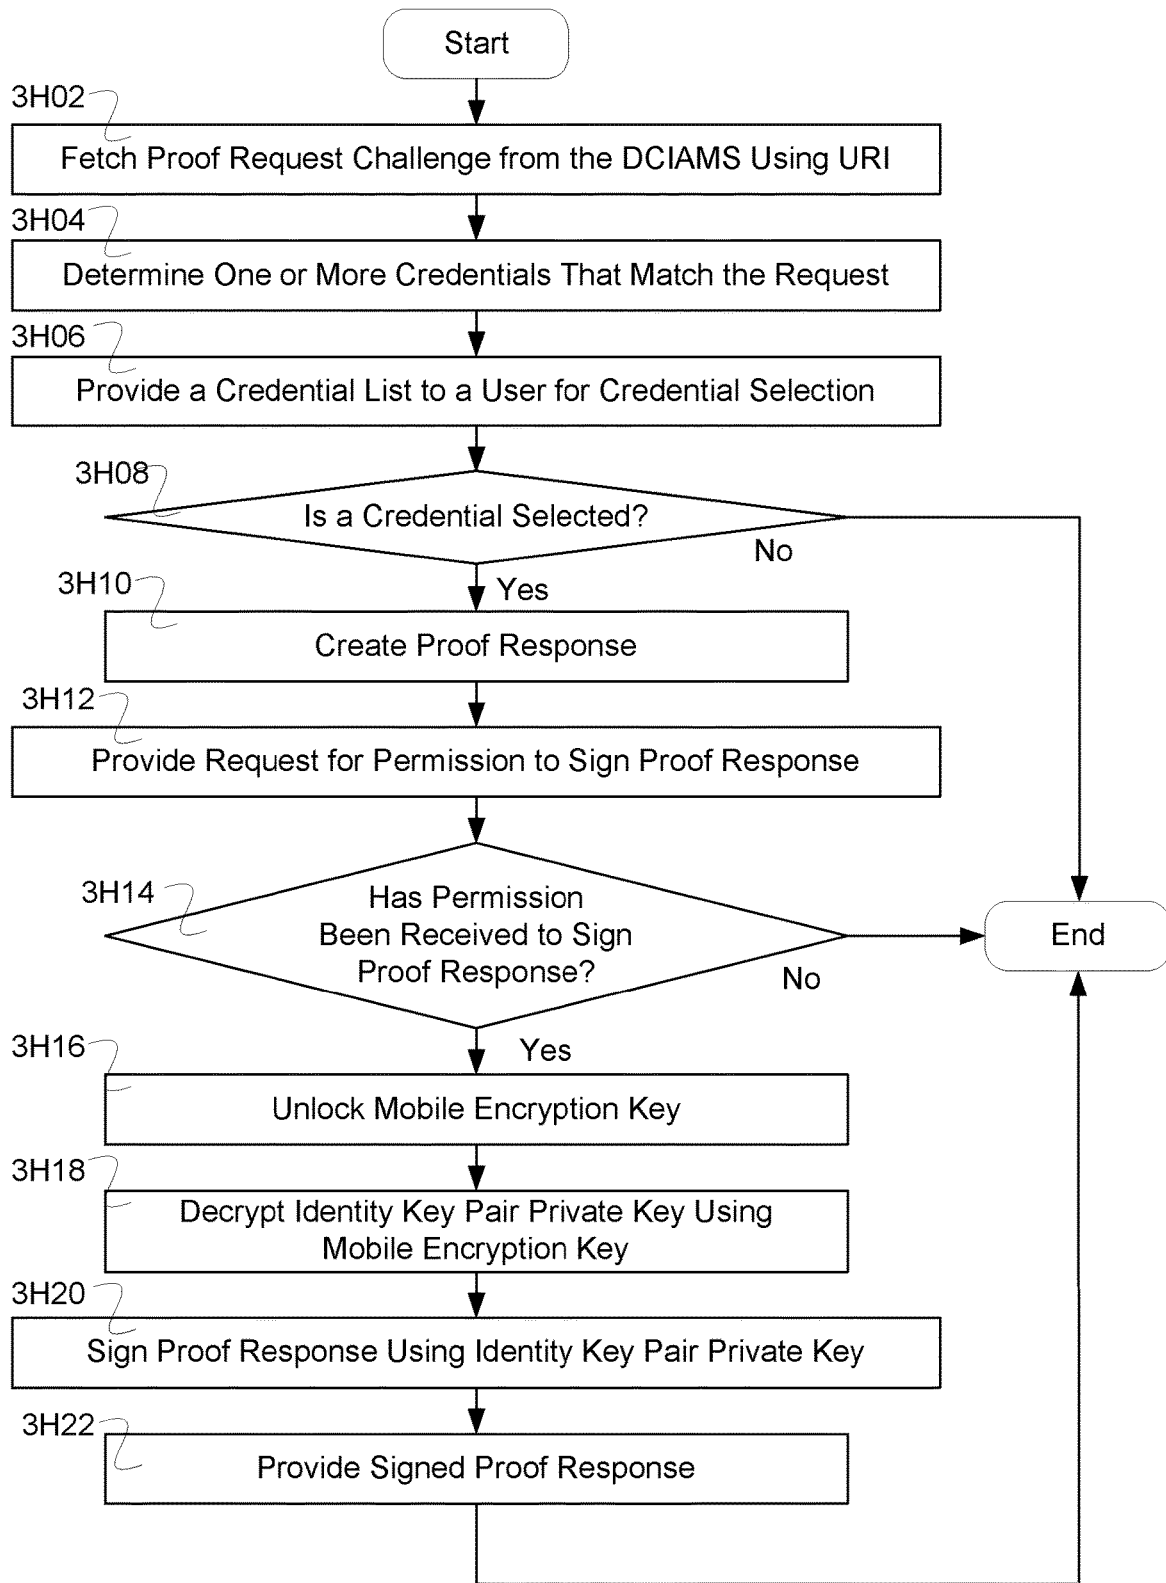 Start
3H02
Fetch Proof Request Challenge from the DCIAMS Using URI
3H04
Determine One or More Credentials That Match the Request
3H06
Provide a Credential List to a User for Credential Selection
3H08
Is a Credential Selected?
No
Yes
3H10
Create Proof Response
3H12
Provide Request for Permission to Sign Proof Response
3H14
Has Permission
Been Received to Sign
Proof Response?
End
No
Yes
3H16
Unlock Mobile Encryption Key
3H18
Decrypt Identity Key Pair Private Key Using
Mobile Encryption Key
3H20
Sign Proof Response Using Identity Key Pair Private Key
3H22
Provide Signed Proof Response